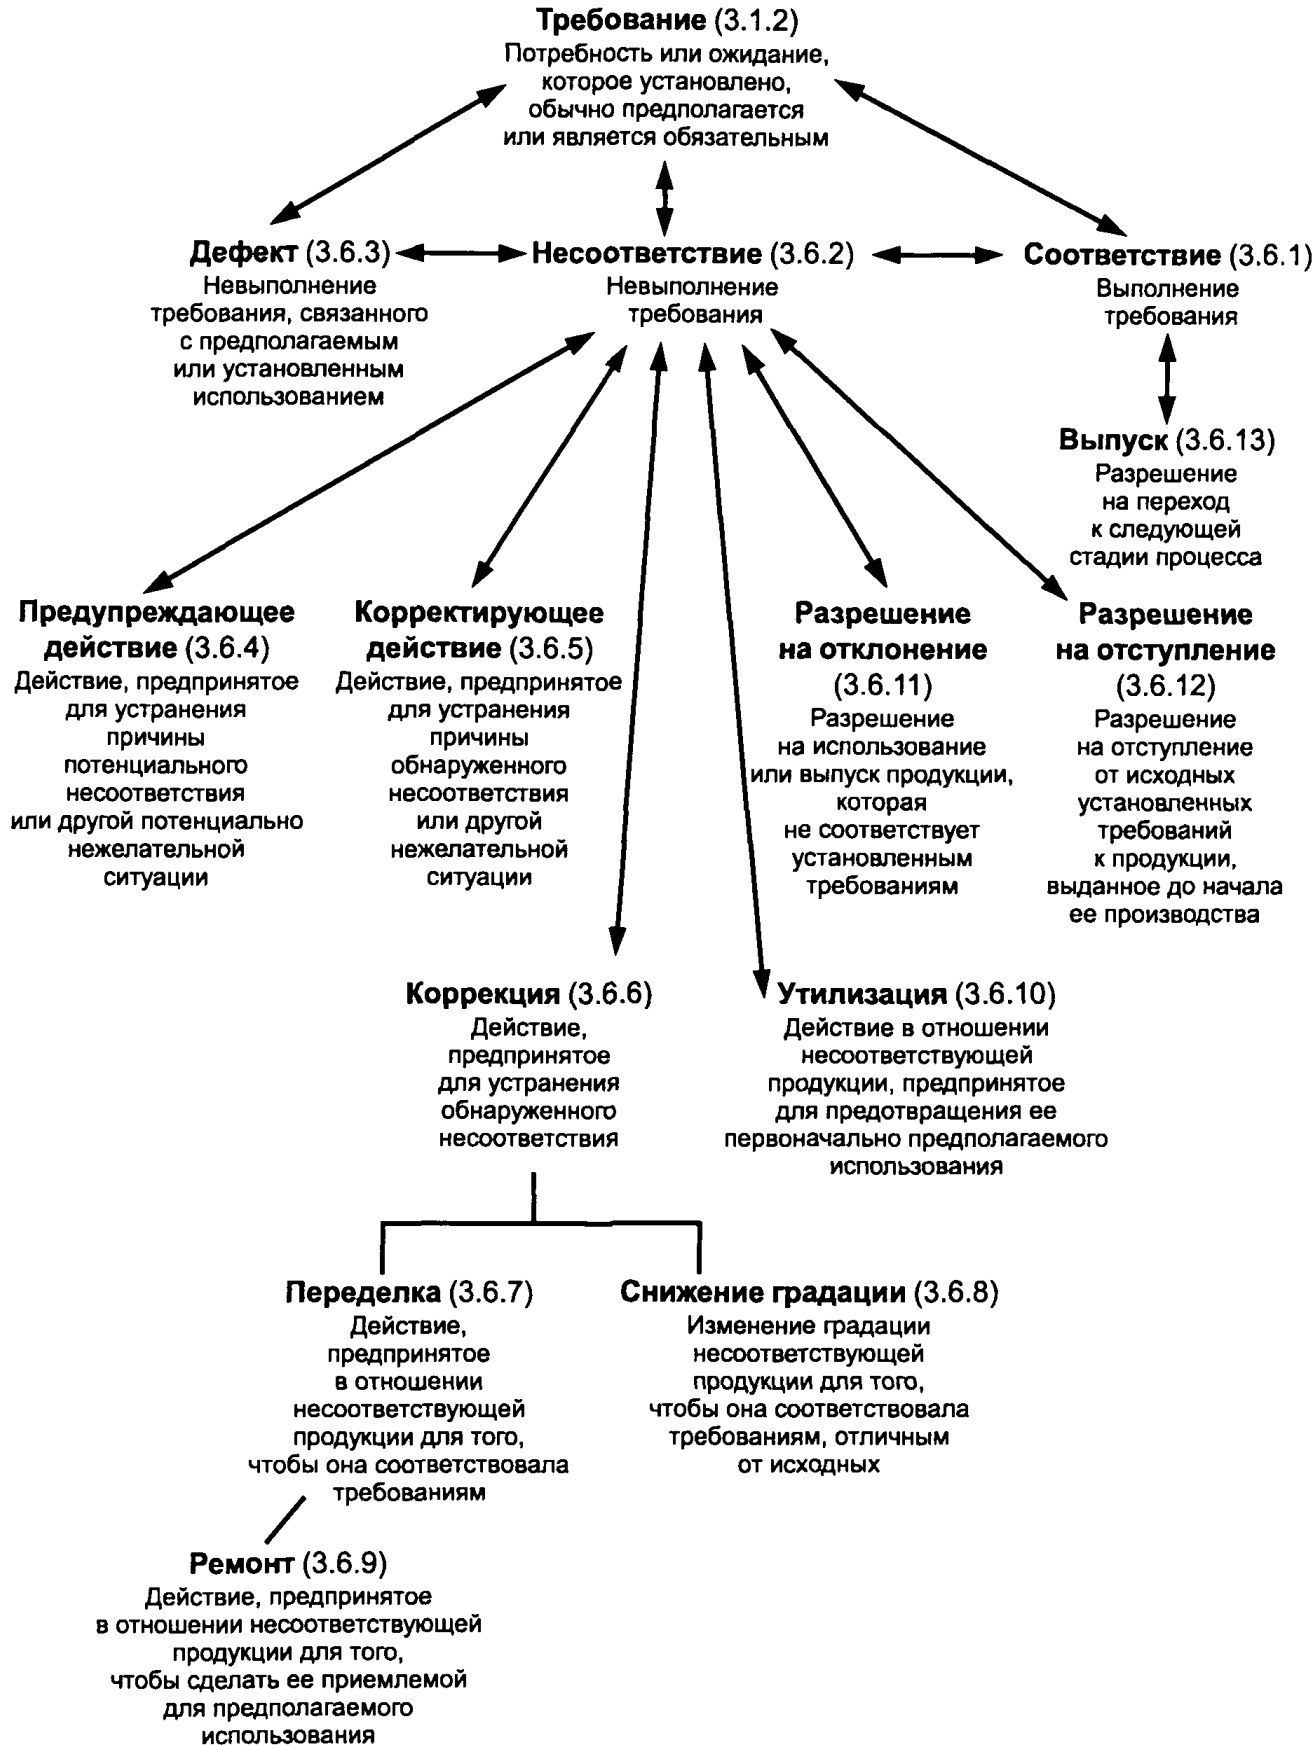 Требование (3.1.2)
Потребность или ожидание,
которое установлено,
обычно предполагается
или является обязательным
Дефект (3.6.3)
Невыполнение
требования, связанного
с предполагаемым
или установленным
использованием
Несоответствие (3.6.2)
Невыполнение
требования
Соответствие (3.6.1)
Выполнение
требования
Выпуск (3.6.13)
Разрешение
на переход
к следующей
стадии процесса
Предупреждающее
действие (3.6.4)
Действие, предпринятое
для устранения
причины
потенциального
несоответствия
или другой потенциально
нежелательной
ситуации
Корректирующее
действие (3.6.5)
Действие, предпринятое
для устранения
причины
обнаруженного
несоответствия
или другой
нежелательной
ситуации
Разрешение
на отклонение
(3.6.11)
Разрешение
на использование
или выпуск продукции,
которая
не соответствует
установленным
требованиям
Разрешение
на отступление
(3.6.12)
Разрешение
на отступление
от исходных
установленных
требований
к продукции,
выданное до начала
ее производства
Коррекция (3.6.6)
Действие,
предпринятое
для устранения
обнаруженного
несоответствия
Утилизация (3.6.10)
Действие в отношении
несоответствующей
продукции, предпринятое
для предотвращения ее
первоначально предполагаемого
использования
Переделка (3.6.7)
Действие,
предпринятое
в отношении
несоответствующей
продукции для того,
чтобы она соответствовала
требованиям
Снижение градации (3.6.8)
Изменение градации
несоответствующей
продукции для того,
чтобы она соответствовала
требованиям, отличным
от исходных
Ремонт (3.6.9)
Действие, предпринятое
в отношении несоответствующей
продукции для того,
чтобы сделать ее приемлемой
для предполагаемого
использования